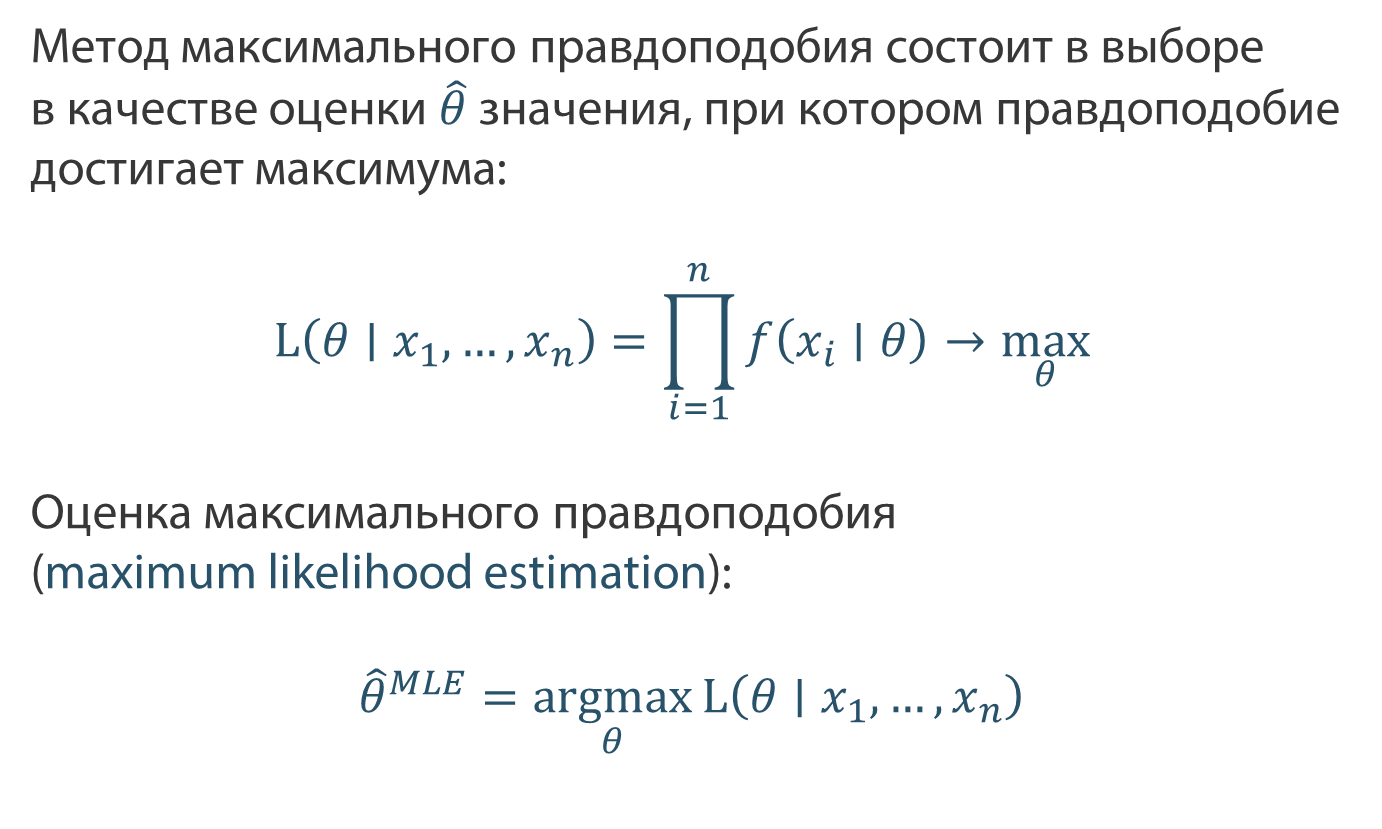 Метод максимального правдоподобия состоит в выборе
в качестве оценки θ̂ значения, при котором правдоподобие
достигает максимума:
L(θ | x₁, … , xₙ) = ∏ᵢ₌₁ⁿ f(xᵢ | θ) → max_θ
Оценка максимального правдоподобия
(maximum likelihood estimation):
θ̂^MLE = argmax_θ L(θ | x₁, … , xₙ)